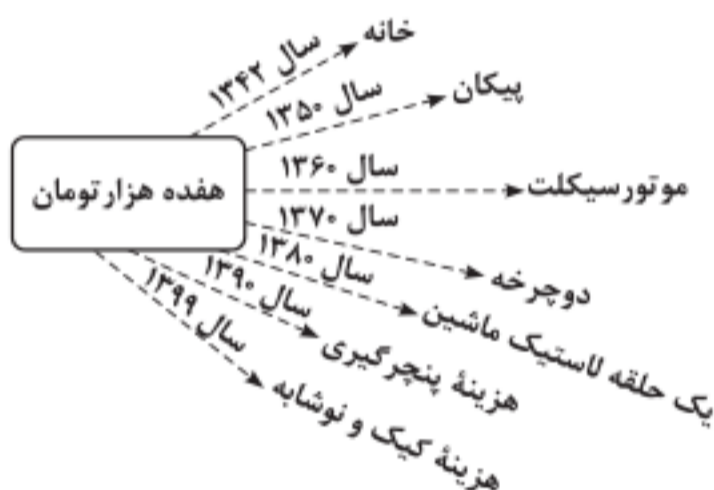 هفده هزار تومان
سال ۱۳۴۲
خانه
سال ۱۳۵۰
پیکان
سال ۱۳۶۰
موتورسیکلت
سال ۱۳۷۰
دوچرخه
سال ۱۳۸۰
یک حلقه لاستیک ماشین
سال ۱۳۹۰
هزینهٔ پنچرگیری
سال ۱۳۹۹
هزینهٔ کیک و نوشابه